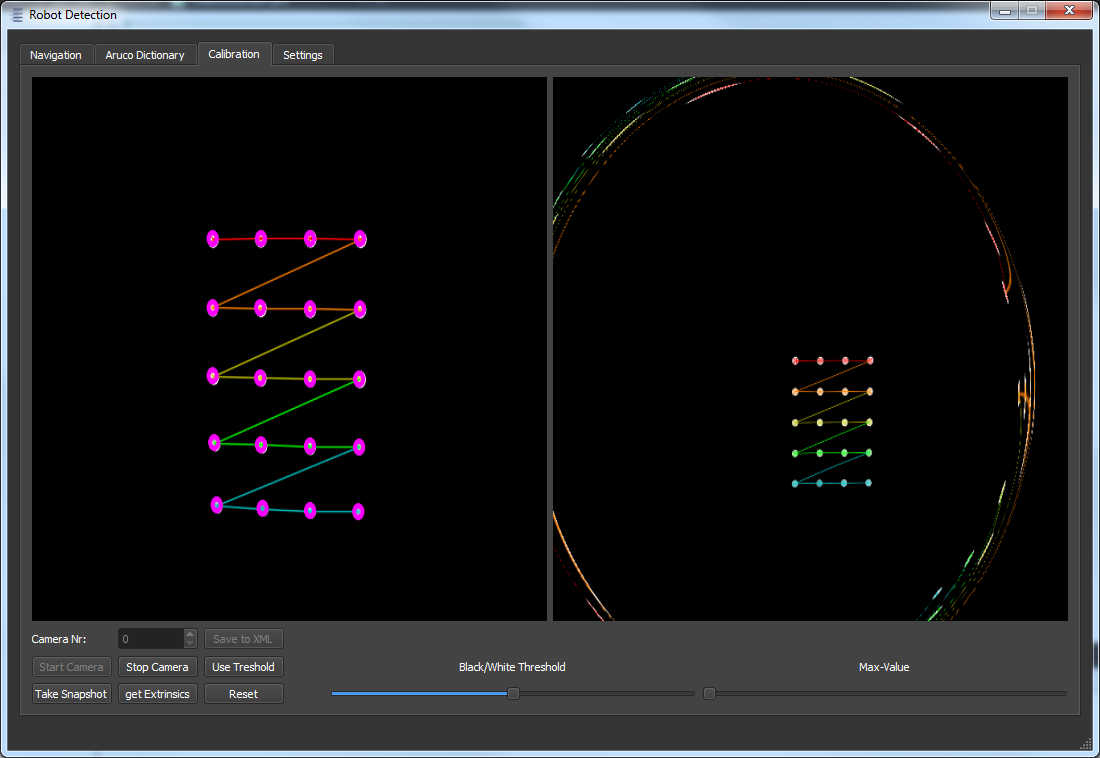 Robot Detection
Navigation
Aruco Dictionary
Calibration
Settings
Camera Nr:
0
Save to XML
Start Camera
Stop Camera
Use Treshold
Black/White Threshold
Max-Value
Take Snapshot
get Extrinsics
Reset